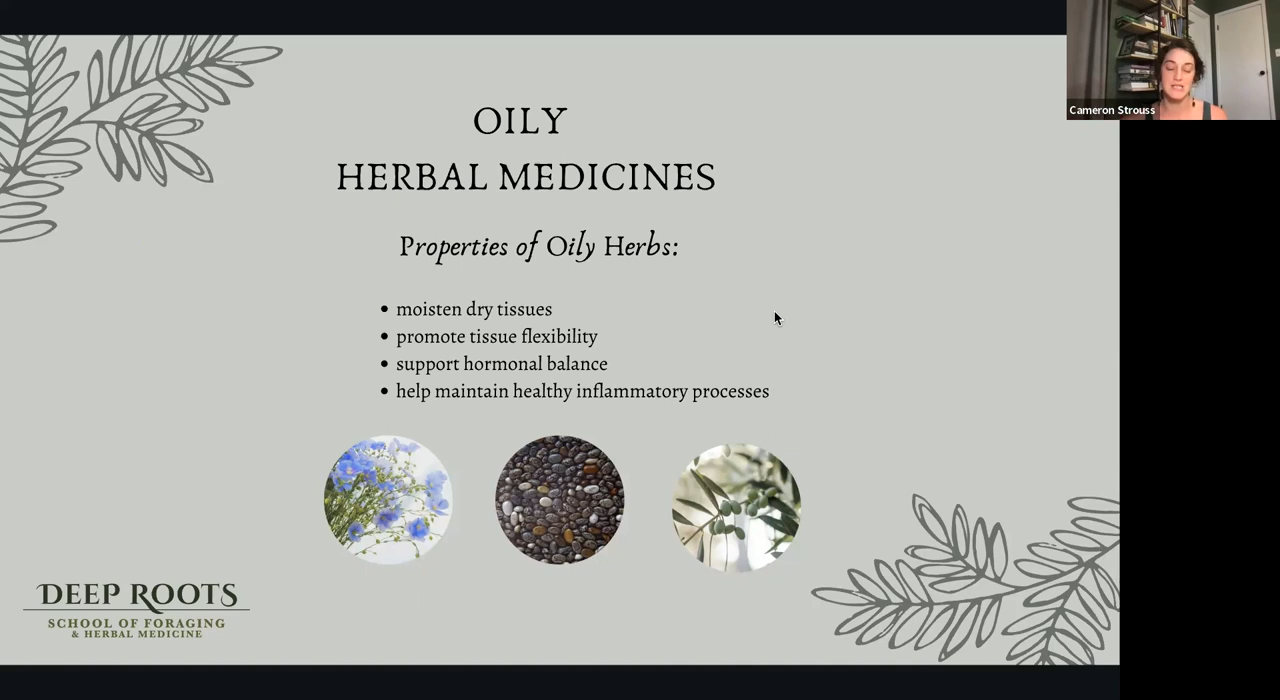 Cameron Strouss
OILY
HERBAL MEDICINES
Properties of Oily Herbs:
• moisten dry tissues
• promote tissue flexibility
• support hormonal balance
• help maintain healthy inflammatory processes
DEEP ROOTS
SCHOOL OF FORAGING
& HERBAL MEDICINE